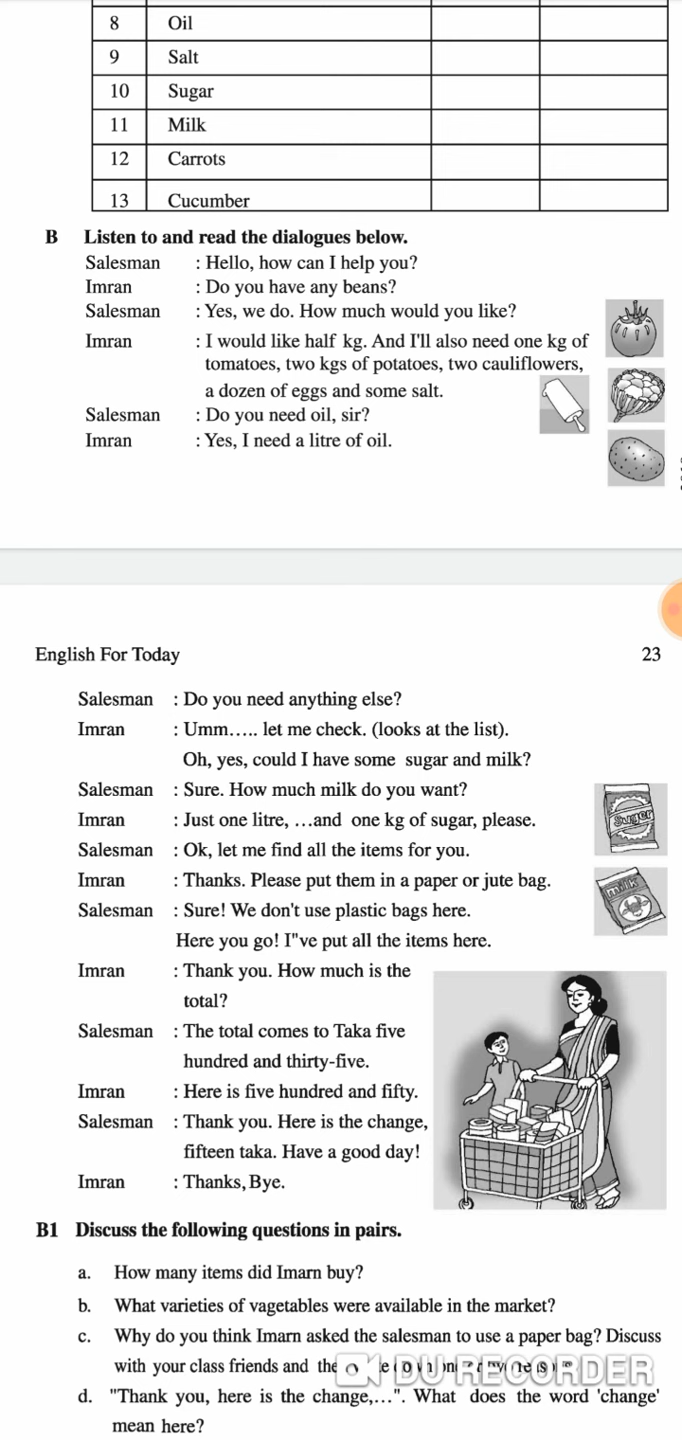 8 Oil
9 Salt
10 Sugar
11 Milk
12 Carrots
13 Cucumber
B Listen to and read the dialogues below.
Salesman : Hello, how can I help you?
Imran : Do you have any beans?
Salesman : Yes, we do. How much would you like?
Imran : I would like half kg. And I'll also need one kg of
tomatoes, two kgs of potatoes, two cauliflowers,
a dozen of eggs and some salt.
Salesman : Do you need oil, sir?
Imran : Yes, I need a litre of oil.
English For Today 23
Salesman : Do you need anything else?
Imran : Umm….. let me check. (looks at the list).
Oh, yes, could I have some sugar and milk?
Salesman : Sure. How much milk do you want?
Imran : Just one litre, …and one kg of sugar, please.
Salesman : Ok, let me find all the items for you.
Imran : Thanks. Please put them in a paper or jute bag.
Salesman : Sure! We don't use plastic bags here.
Here you go! I"ve put all the items here.
Imran : Thank you. How much is the
total?
Salesman : The total comes to Taka five
hundred and thirty-five.
Imran : Here is five hundred and fifty.
Salesman : Thank you. Here is the change,
fifteen taka. Have a good day!
Imran : Thanks, Bye.
Suger
milk
B1 Discuss the following questions in pairs.
a. How many items did Imarn buy?
b. What varieties of vagetables were available in the market?
c. Why do you think Imarn asked the salesman to use a paper bag? Discuss
with your class friends and
DU RECORDER
d. "Thank you, here is the change,…". What does the word 'change'
mean here?